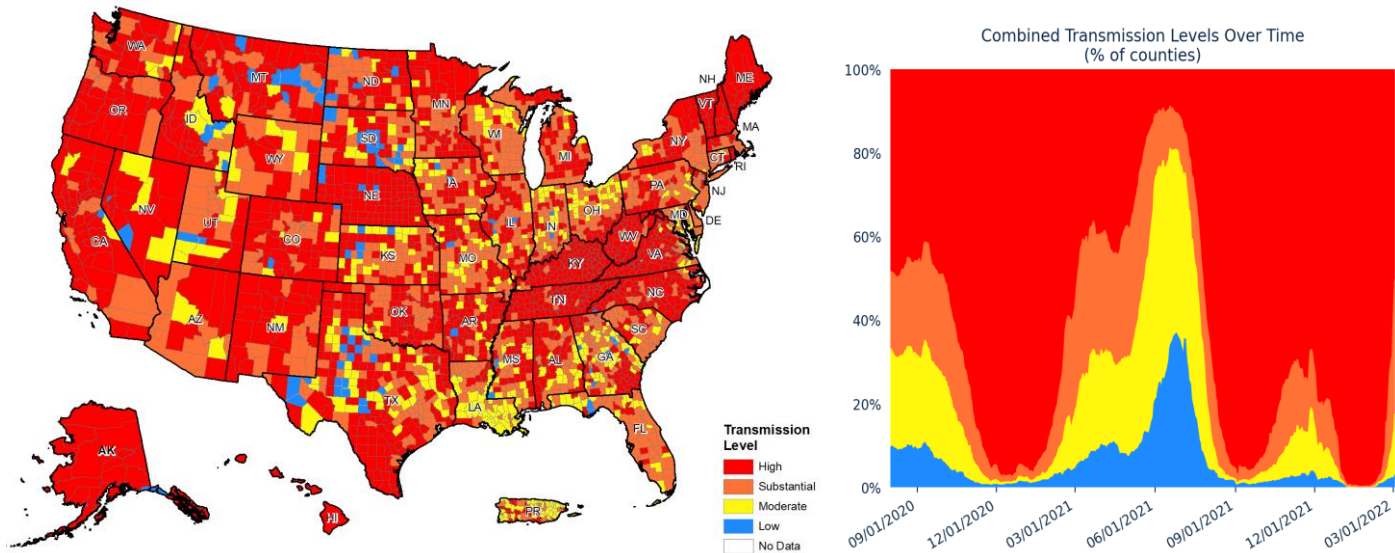 WA
MT
ND
MN
OR
ID
SD
WI
WY
MI
NY
VT
NH
ME
MA
CT
RI
NV
UT
CO
NE
IA
IL
IN
OH
PA
NJ
MD
DE
CA
KS
MO
KY
WV
VA
AZ
NM
OK
AR
TN
NC
SC
TX
LA
MS
AL
GA
FL
AK
HI
PR
Transmission
Level
High
Substantial
Moderate
Low
No Data
Combined Transmission Levels Over Time
(% of counties)
100%
80%
60%
40%
20%
0%
09/01/2020
12/01/2020
03/01/2021
06/01/2021
09/01/2021
12/01/2021
03/01/2022